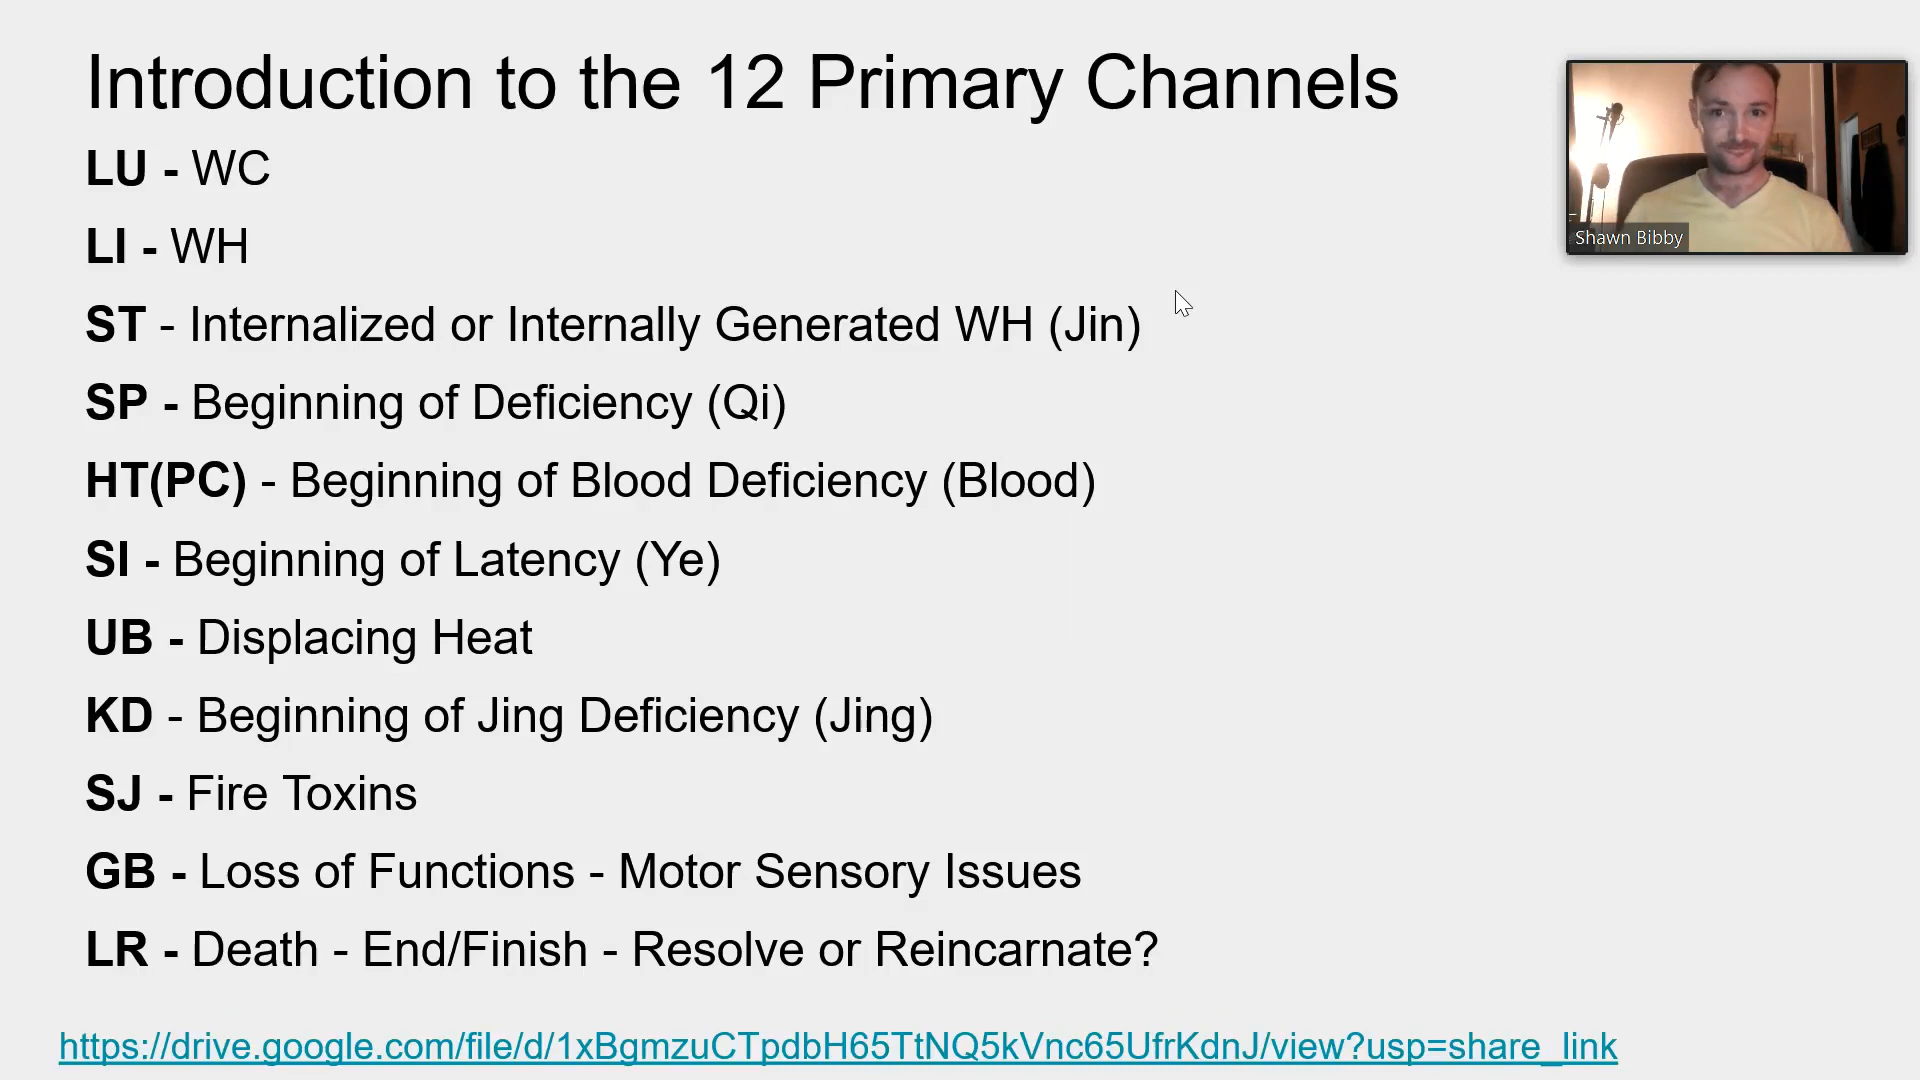 Introduction to the 12 Primary Channels
LU - WC
LI - WH
ST - Internalized or Internally Generated WH (Jin)
SP - Beginning of Deficiency (Qi)
HT(PC) - Beginning of Blood Deficiency (Blood)
SI - Beginning of Latency (Ye)
UB - Displacing Heat
KD - Beginning of Jing Deficiency (Jing)
SJ - Fire Toxins
GB - Loss of Functions - Motor Sensory Issues
LR - Death - End/Finish - Resolve or Reincarnate?
https://drive.google.com/file/d/1xBgmzuCTpdbH65TtNQ5kVnc65UfrKdnJ/view?usp=share_link
Shawn Bibby